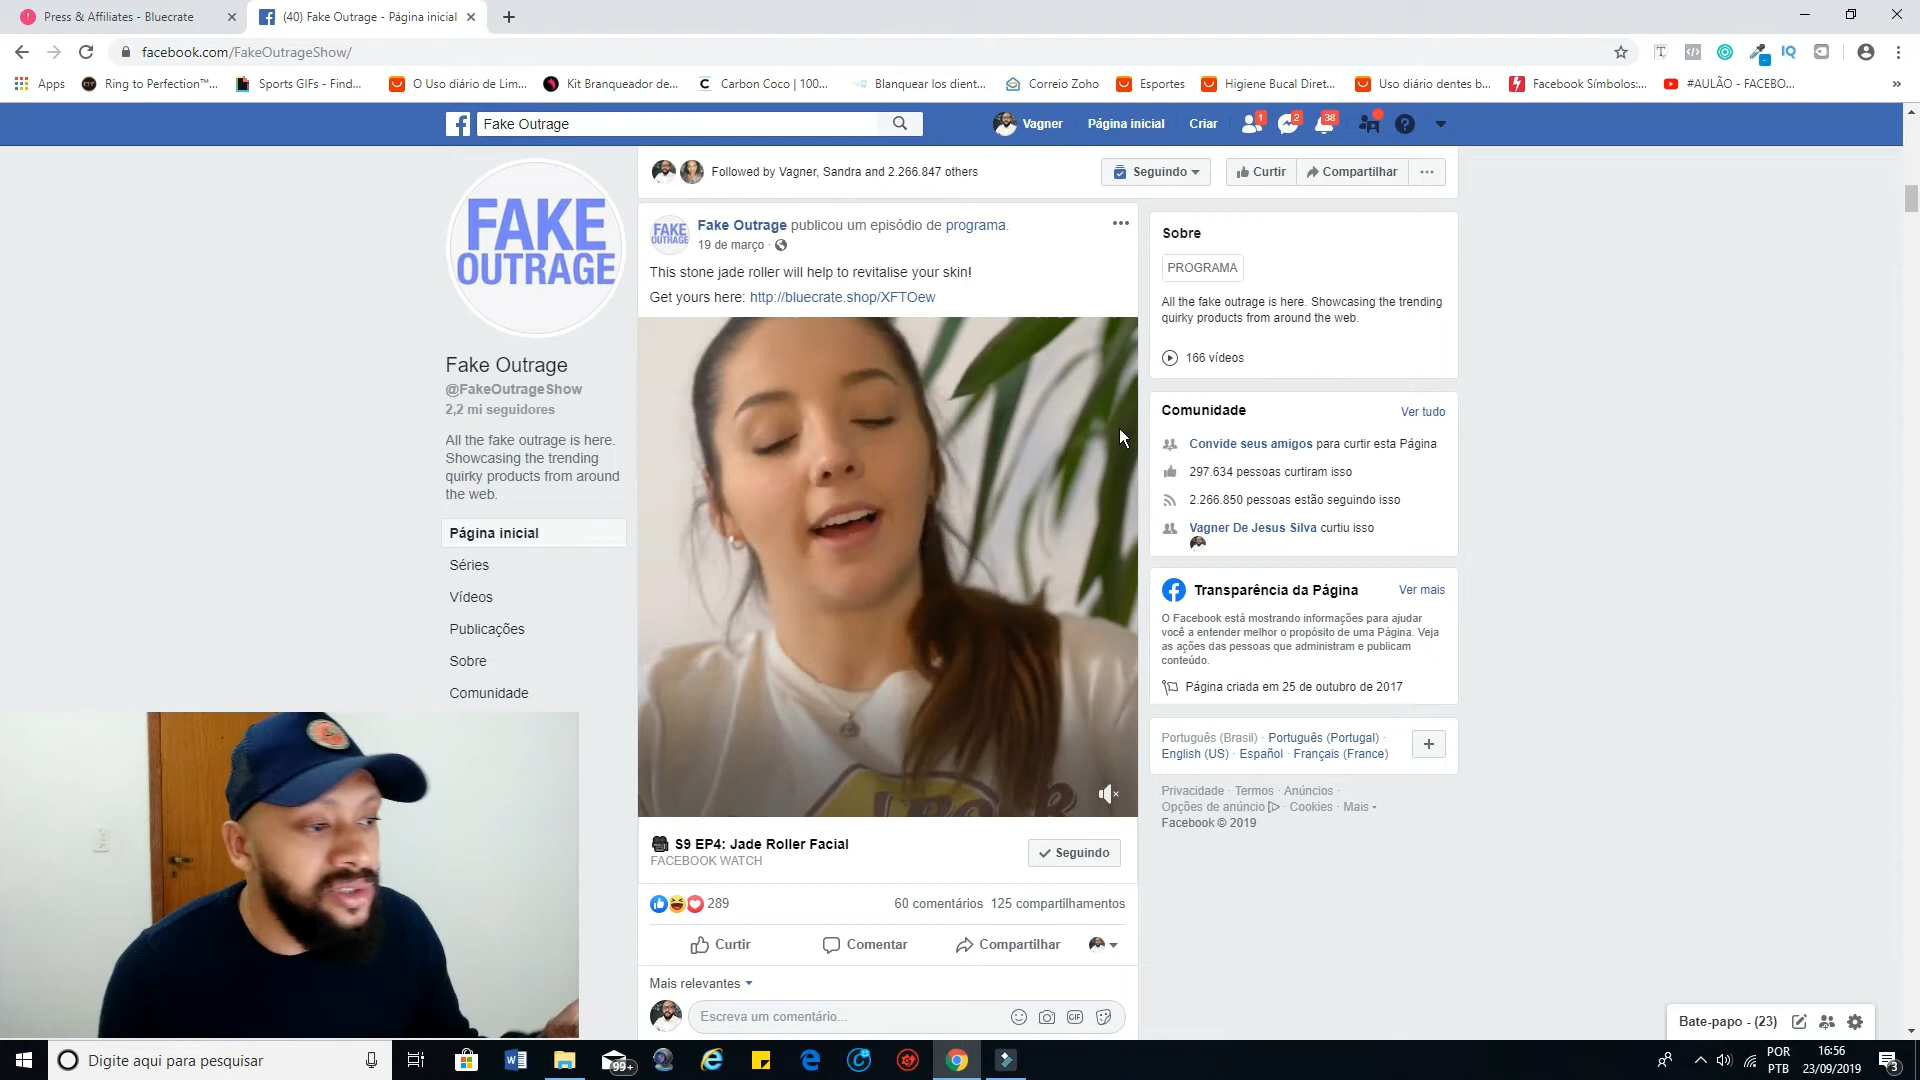 Press & Affiliates - Bluecrate
(40) Fake Outrage - Página inicial
facebook.com/FakeOutrageShow/
Apps
Ring to Perfection™...
Sports GIFs - Find...
O Uso diário de Lim...
Kit Branqueador de...
Carbon Coco | 100...
Blanquear los dient...
Correio Zoho
Esportes
Higiene Bucal Diret...
Uso diário dentes b...
Facebook Símbolos:...
#AULÃO - FACEBO...
Fake Outrage
Vagner
Página inicial
Criar
1
2
38
Followed by Vagner, Sandra and 2.266.847 others
Seguindo
Curtir
Compartilhar
FAKE
OUTRAGE
Fake Outrage
@FakeOutrageShow
2,2 mi seguidores
All the fake outrage is here.
Showcasing the trending
quirky products from around
the web.
Página inicial
Séries
Vídeos
Publicações
Sobre
Comunidade
FAKE
OUTRAGE
Fake Outrage publicou um episódio de programa.
19 de março
This stone jade roller will help to revitalise your skin!
Get yours here: http://bluecrate.shop/XFTOew
S9 EP4: Jade Roller Facial
FACEBOOK WATCH
Seguindo
289
60 comentários 125 compartilhamentos
Curtir
Comentar
Compartilhar
Mais relevantes
Escreva um comentário...
GIF
Sobre
PROGRAMA
All the fake outrage is here. Showcasing the trending
quirky products from around the web.
166 vídeos
Comunidade
Ver tudo
Convide seus amigos para curtir esta Página
297.634 pessoas curtiram isso
2.266.850 pessoas estão seguindo isso
Vagner De Jesus Silva curtiu isso
Transparência da Página
Ver mais
O Facebook está mostrando informações para ajudar
você a entender melhor o propósito de uma Página. Veja
as ações das pessoas que administram e publicam
conteúdo.
Página criada em 25 de outubro de 2017
Português (Brasil) · Português (Portugal) ·
English (US) · Español · Français (France)
Privacidade · Termos · Anúncios ·
Opções de anúncio · Cookies · Mais
Facebook © 2019
Bate-papo - (23)
Digite aqui para pesquisar
99+
POR
PTB
16:56
23/09/2019
3